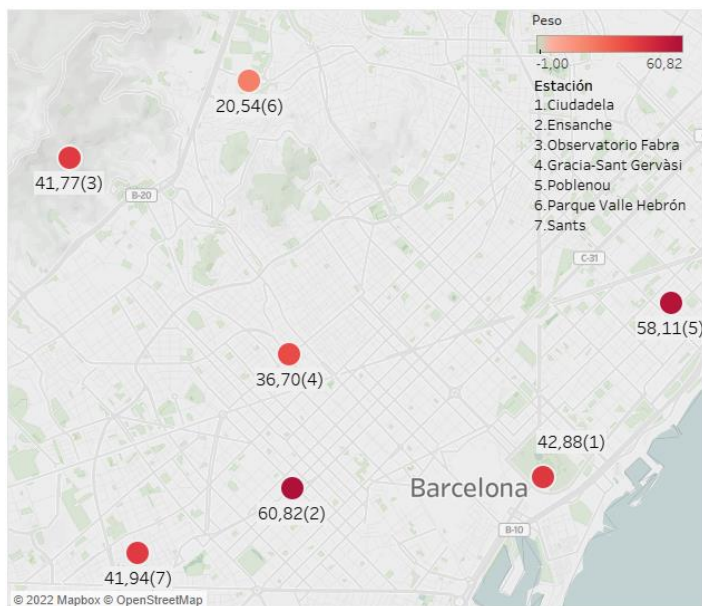 Peso
-1,00 60,82
Estación
1.Ciudadela
2.Ensanche
3.Observatorio Fabra
4.Gracia-Sant Gervàsi
5.Poblenou
6.Parque Valle Hebrón
7.Sants
20,54(6)
41,77(3)
B-20
C-31
58,11(5)
36,70(4)
42,88(1)
Barcelona
60,82(2)
B-10
41,94(7)
© 2022 Mapbox © OpenStreetMap